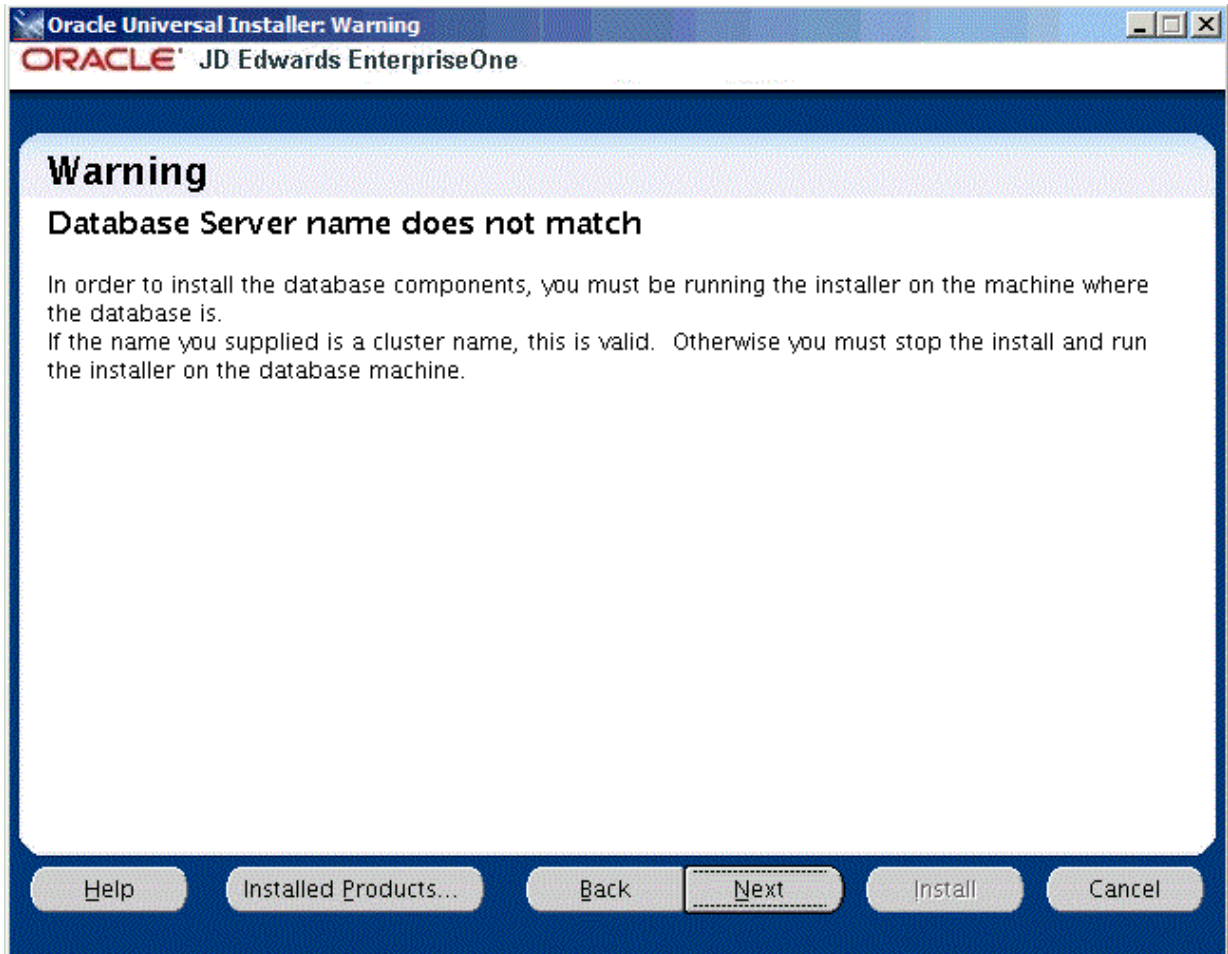 Oracle Universal Installer: Warning
ORACLE' JD Edwards EnterpriseOne
Warning
Database Server name does not match
In order to install the database components, you must be running the installer on the machine where
the database is.
If the name you supplied is a cluster name, this is valid.  Otherwise you must stop the install and run
the installer on the database machine.
Help Installed Products... Back Next Install Cancel